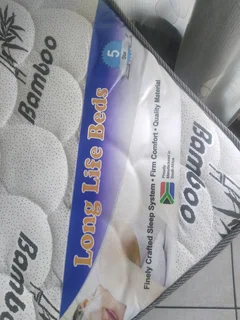 Bamboo
Bamboo
5
Long Life Beds
Finely Crafted Sleep System • Firm Comfort • Quality Material
Bamboo